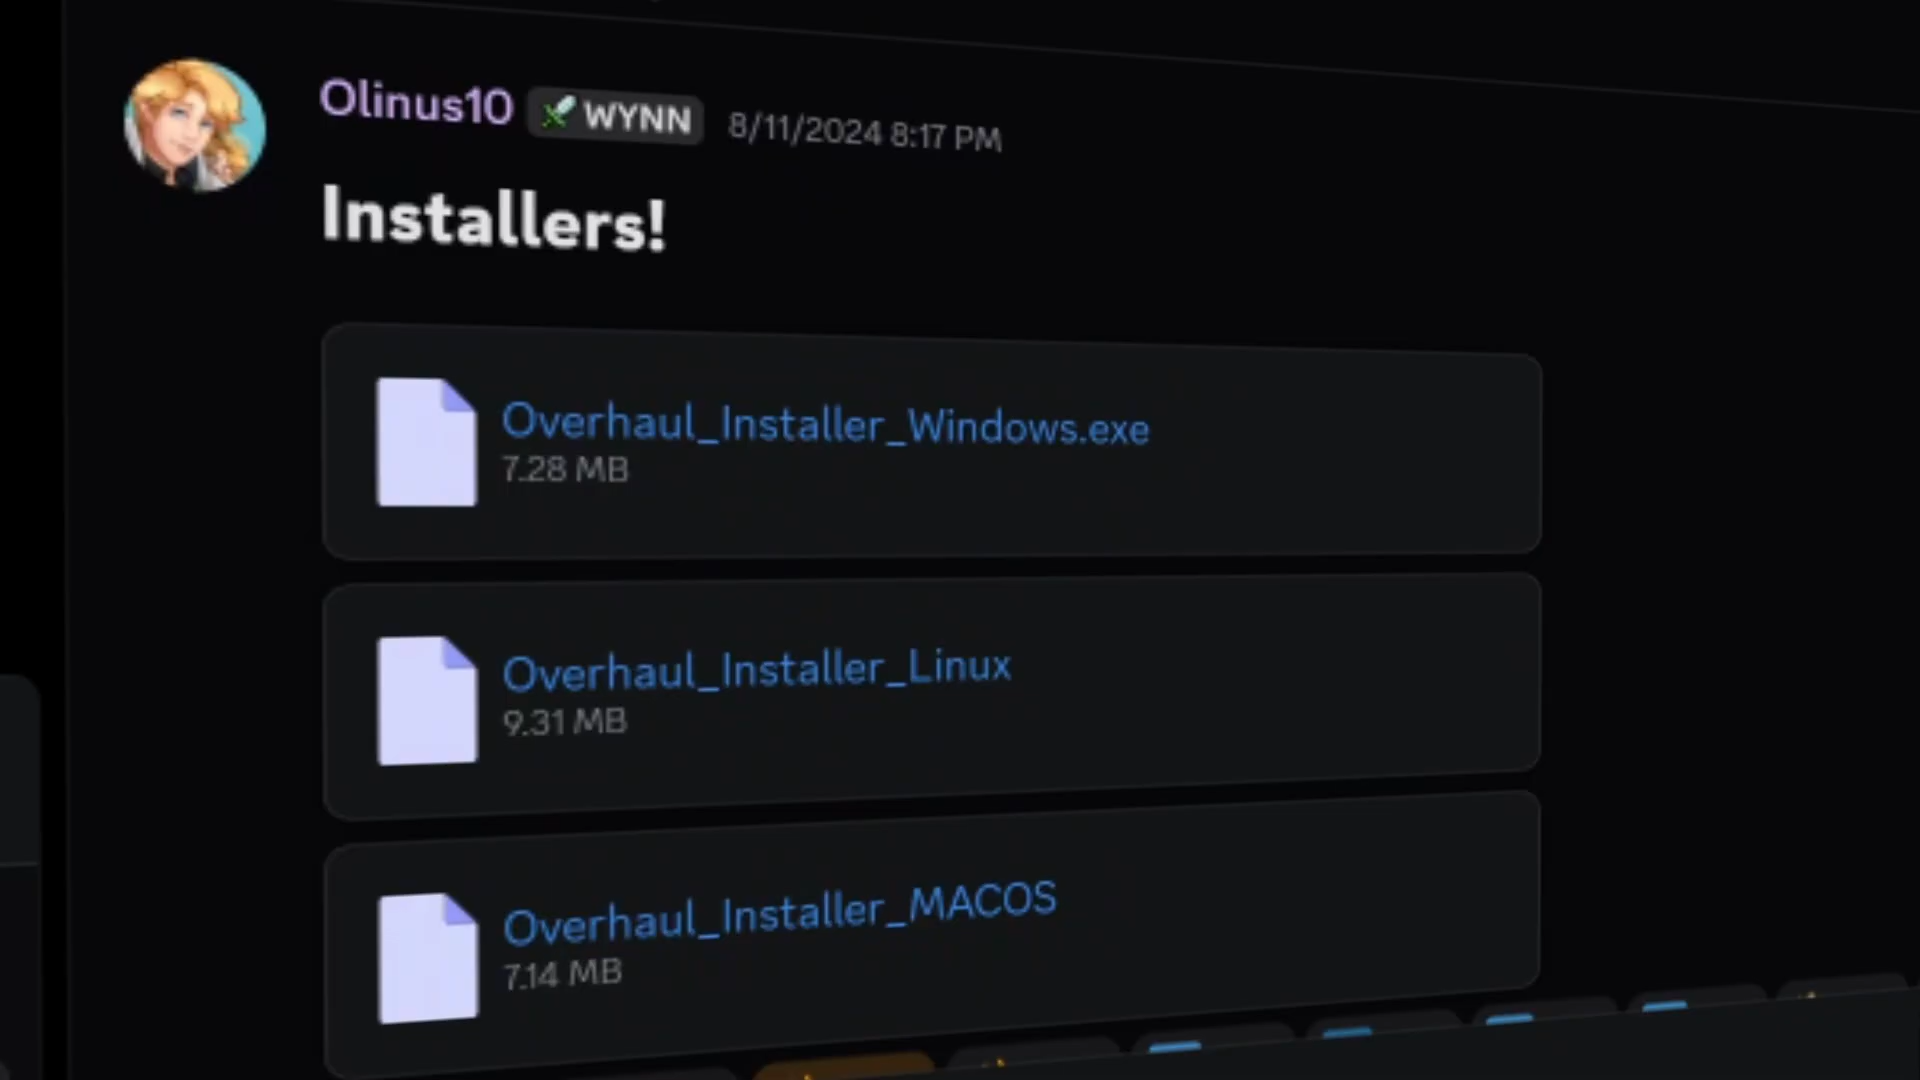 Olinus10 WYNN 8/11/2024 8:17 PM
Installers!
Overhaul_Installer_Windows.exe
7.28 MB
Overhaul_Installer_Linux
9.31 MB
Overhaul_Installer_MACOS
7.14 MB